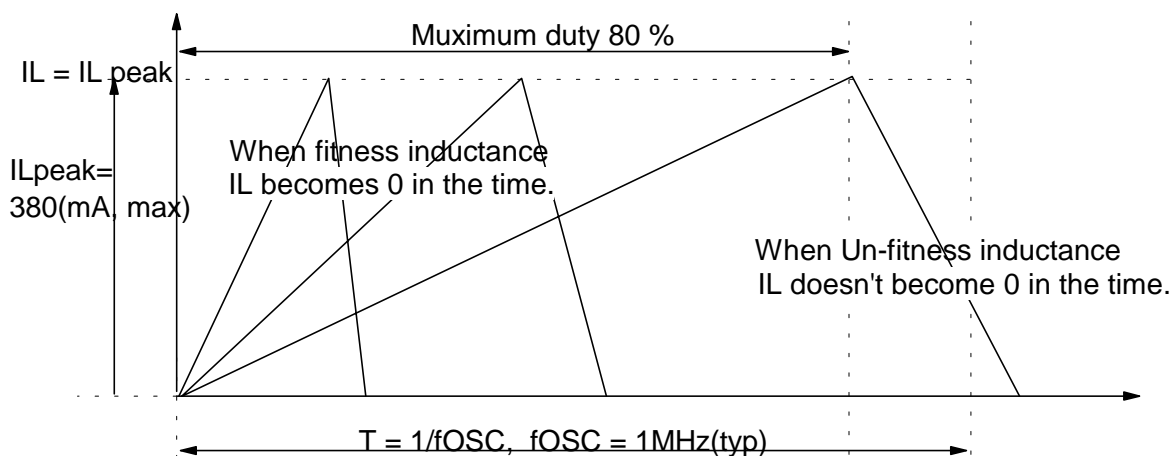 Muximum duty 80 %
IL = IL peak
ILpeak=
380(mA, max)
When fitness inductance
IL becomes 0 in the time.
When Un-fitness inductance
IL doesn't become 0 in the time.
T = 1/fOSC, fOSC = 1MHz(typ)